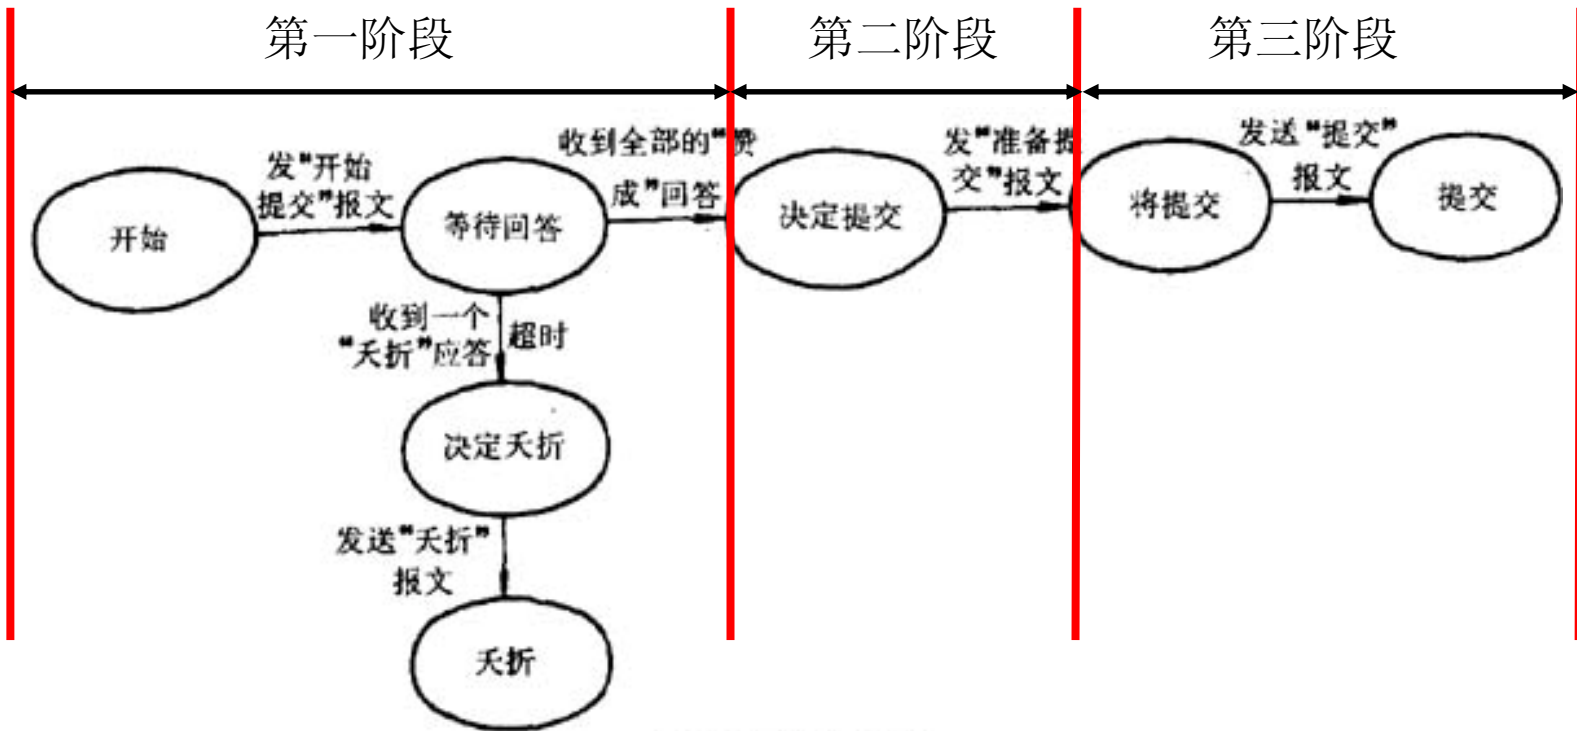 第一阶段
第二阶段
第三阶段
开始
发"开始
提交"报文
等待回答
收到全部的"赞
成"回答
决定提交
发"准备提
交"报文
将提交
发送"提交"
报文
提交
收到一个
"夭折"应答
超时
决定夭折
发送"夭折"
报文
夭折